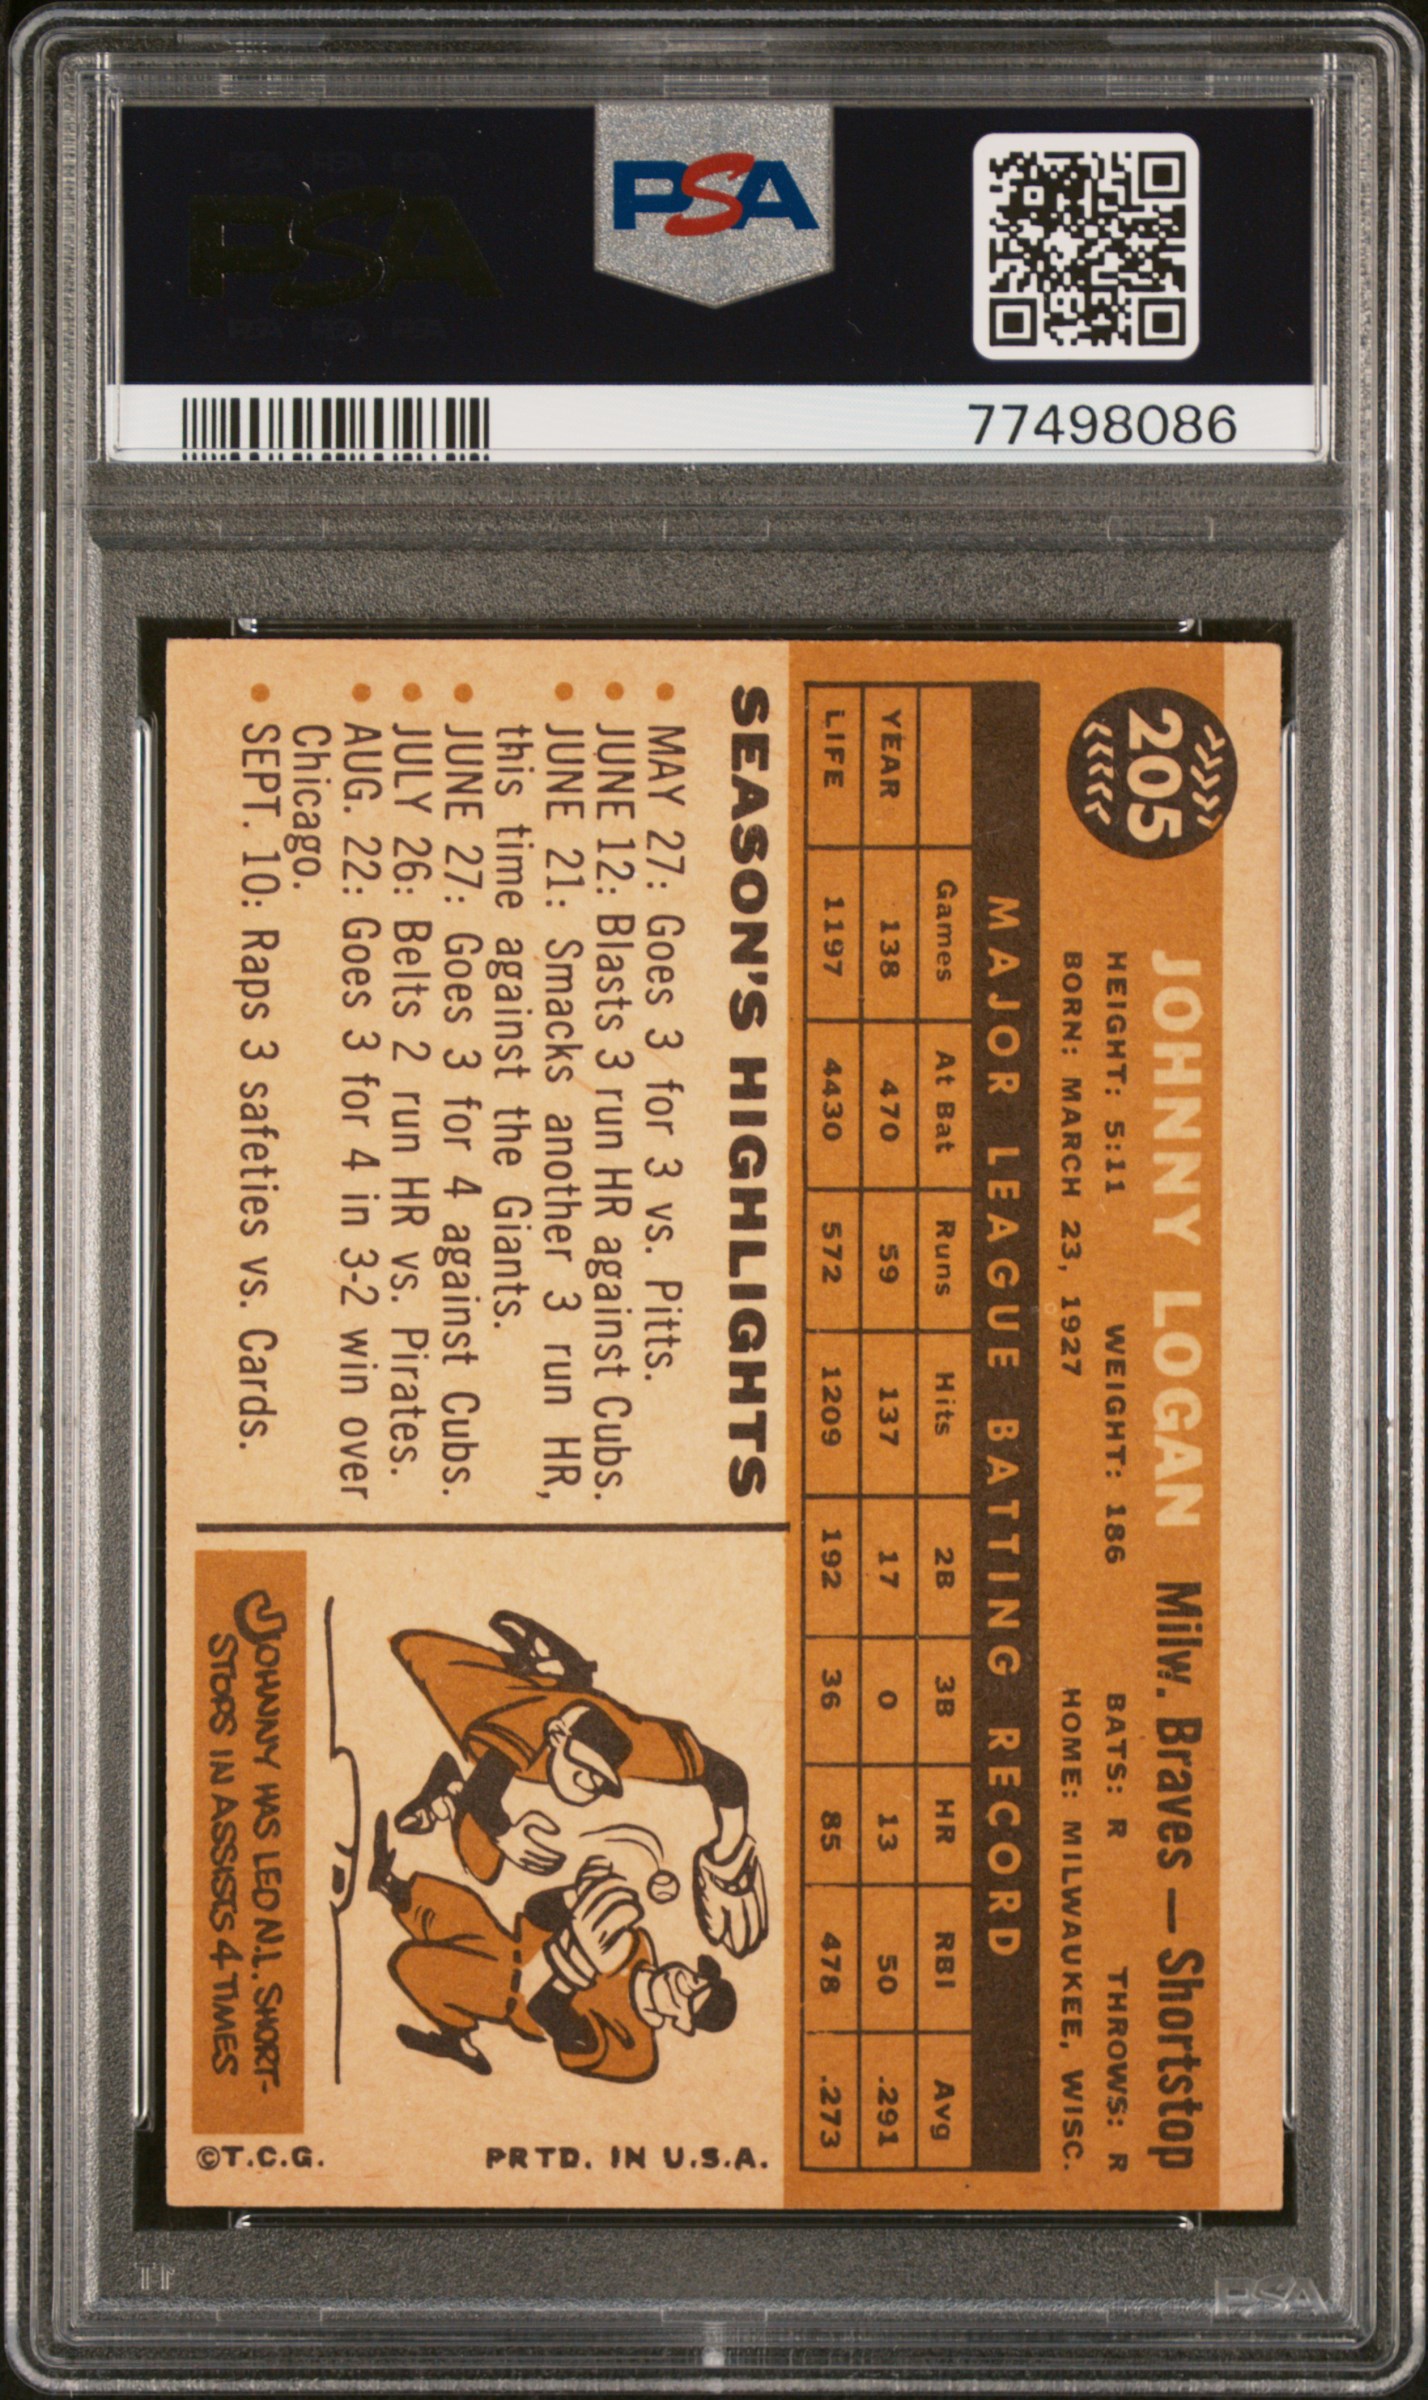 PSA
PSA
77498086
205
JOHNNY LOGAN Milw. Braves — Shortstop
HEIGHT: 5:11 WEIGHT: 186 BATS: R THROWS: R
BORN: MARCH 23, 1927 HOME: MILWAUKEE, WISC.
MAJOR LEAGUE BATTING RECORD
Games At Bat Runs Hits 2B 3B HR RBI Avg
YEAR 138 470 59 137 17 0 13 50 .291
LIFE 1197 4430 572 1209 192 36 85 478 .273
SEASON'S HIGHLIGHTS
• MAY 27: Goes 3 for 3 vs. Pitts.
• JUNE 12: Blasts 3 run HR against Cubs.
• JUNE 21: Smacks another 3 run HR,
this time against the Giants.
• JUNE 27: Goes 3 for 4 against Cubs.
• JULY 26: Belts 2 run HR vs. Pirates.
• AUG. 22: Goes 3 for 4 in 3-2 win over
Chicago.
• SEPT. 10: Raps 3 safeties vs. Cards.
JOHNNY HAS LED N.L. SHORT-
STOPS IN ASSISTS 4 TIMES
PRTD. IN U.S.A.
©T.C.G.
PSA